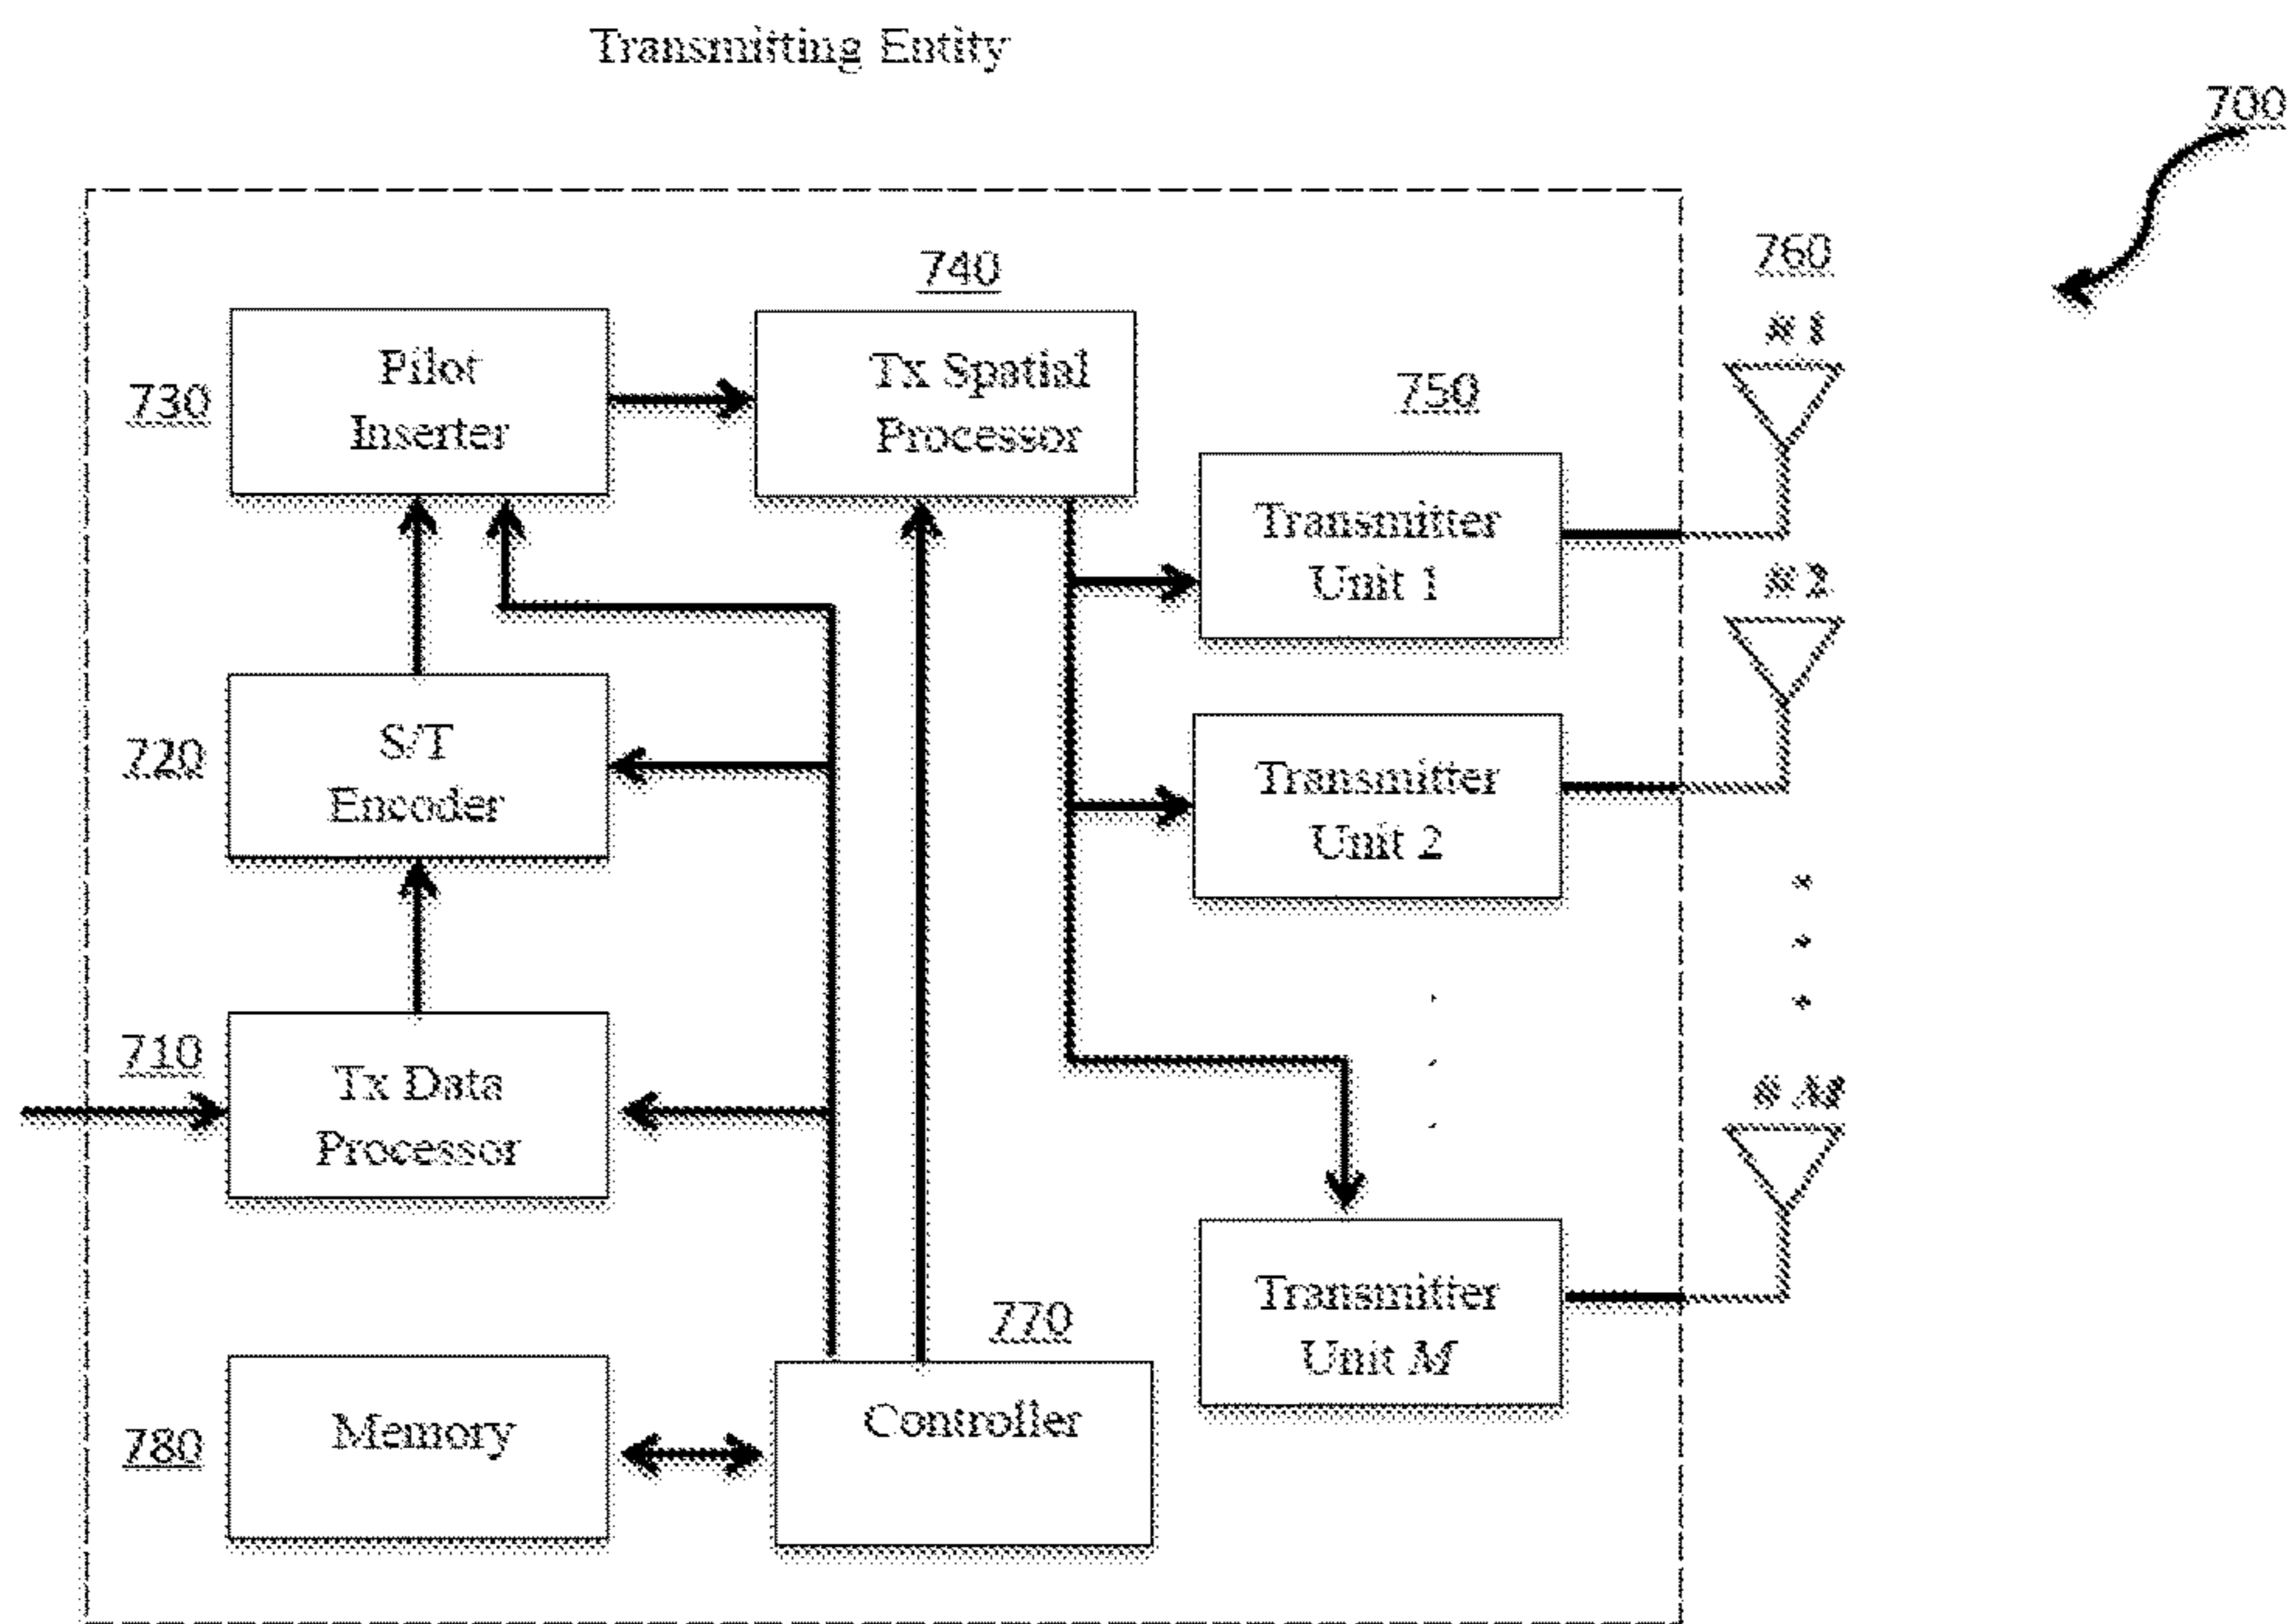 Transmitting Entity
700
740
760
# 1
730
Pilot
Inserter
Tx Spatial
Processor
750
Transmitter
Unit 1
# 2
720
S/T
Encoder
Transmitter
Unit 2
710
Tx Data
Processor
# M
770
Transmitter
Unit M
780
Memory
Controller